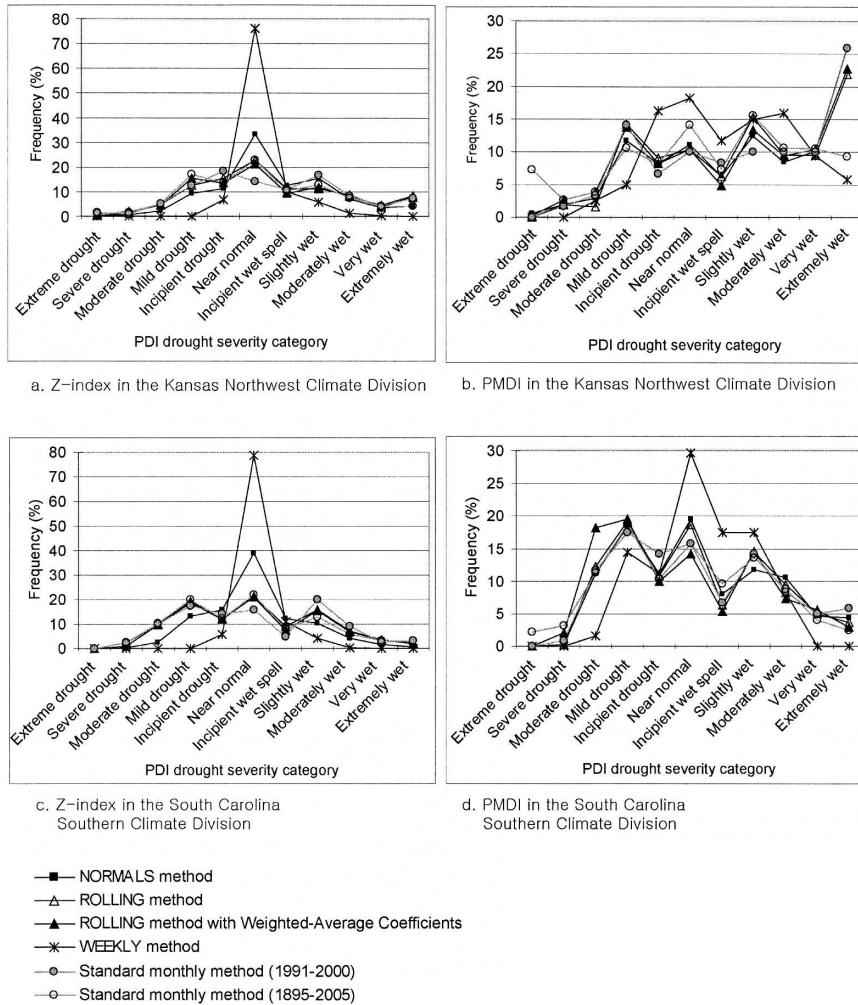 80
70
60
50
40
30
20
10
0
Frequency (%)
Extreme drought
Severe drought
Moderate drought
Mild drought
Incipient drought
Near normal
Incipient wet spell
Slightly wet
Moderately wet
Very wet
Extremely wet
PDI drought severity category
a. Z-index in the Kansas Northwest Climate Division
30
25
20
15
10
5
0
Frequency (%)
Extreme drought
Severe drought
Moderate drought
Mild drought
Incipient drought
Near normal
Incipient wet spell
Slightly wet
Moderately wet
Very wet
Extremely wet
PDI drought severity category
b. PMDI in the Kansas Northwest Climate Division
80
70
60
50
40
30
20
10
0
Frequency (%)
Extreme drought
Severe drought
Moderate drought
Mild drought
Incipient drought
Near normal
Incipient wet spell
Slightly wet
Moderately wet
Very wet
Extremely wet
PDI drought severity category
c. Z-index in the South Carolina
Southern Climate Division
30
25
20
15
10
5
0
Frequency (%)
Extreme drought
Severe drought
Moderate drought
Mild drought
Incipient drought
Near normal
Incipient wet spell
Slightly wet
Moderately wet
Very wet
Extremely wet
PDI drought severity category
d. PMDI in the South Carolina
Southern Climate Division
NORMALS method
ROLLING method
ROLLING method with Weighted-Average Coefficients
WEEKLY method
Standard monthly method (1991-2000)
Standard monthly method (1895-2005)